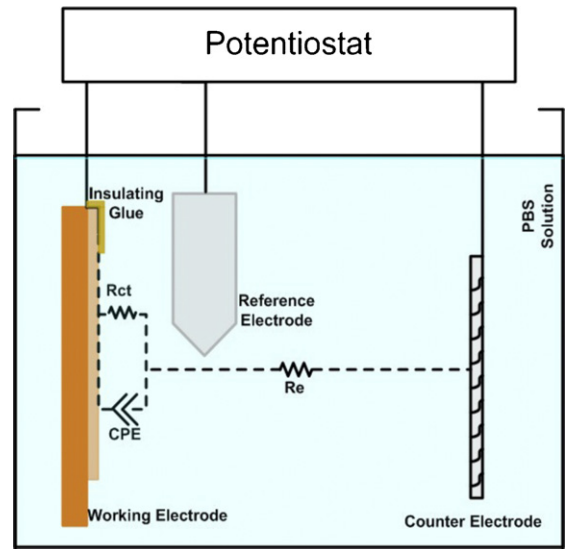 Potentiostat
Insulating
Glue
PBS
Solution
Rct
Reference
Electrode
Re
CPE
Working Electrode
Counter Electrode